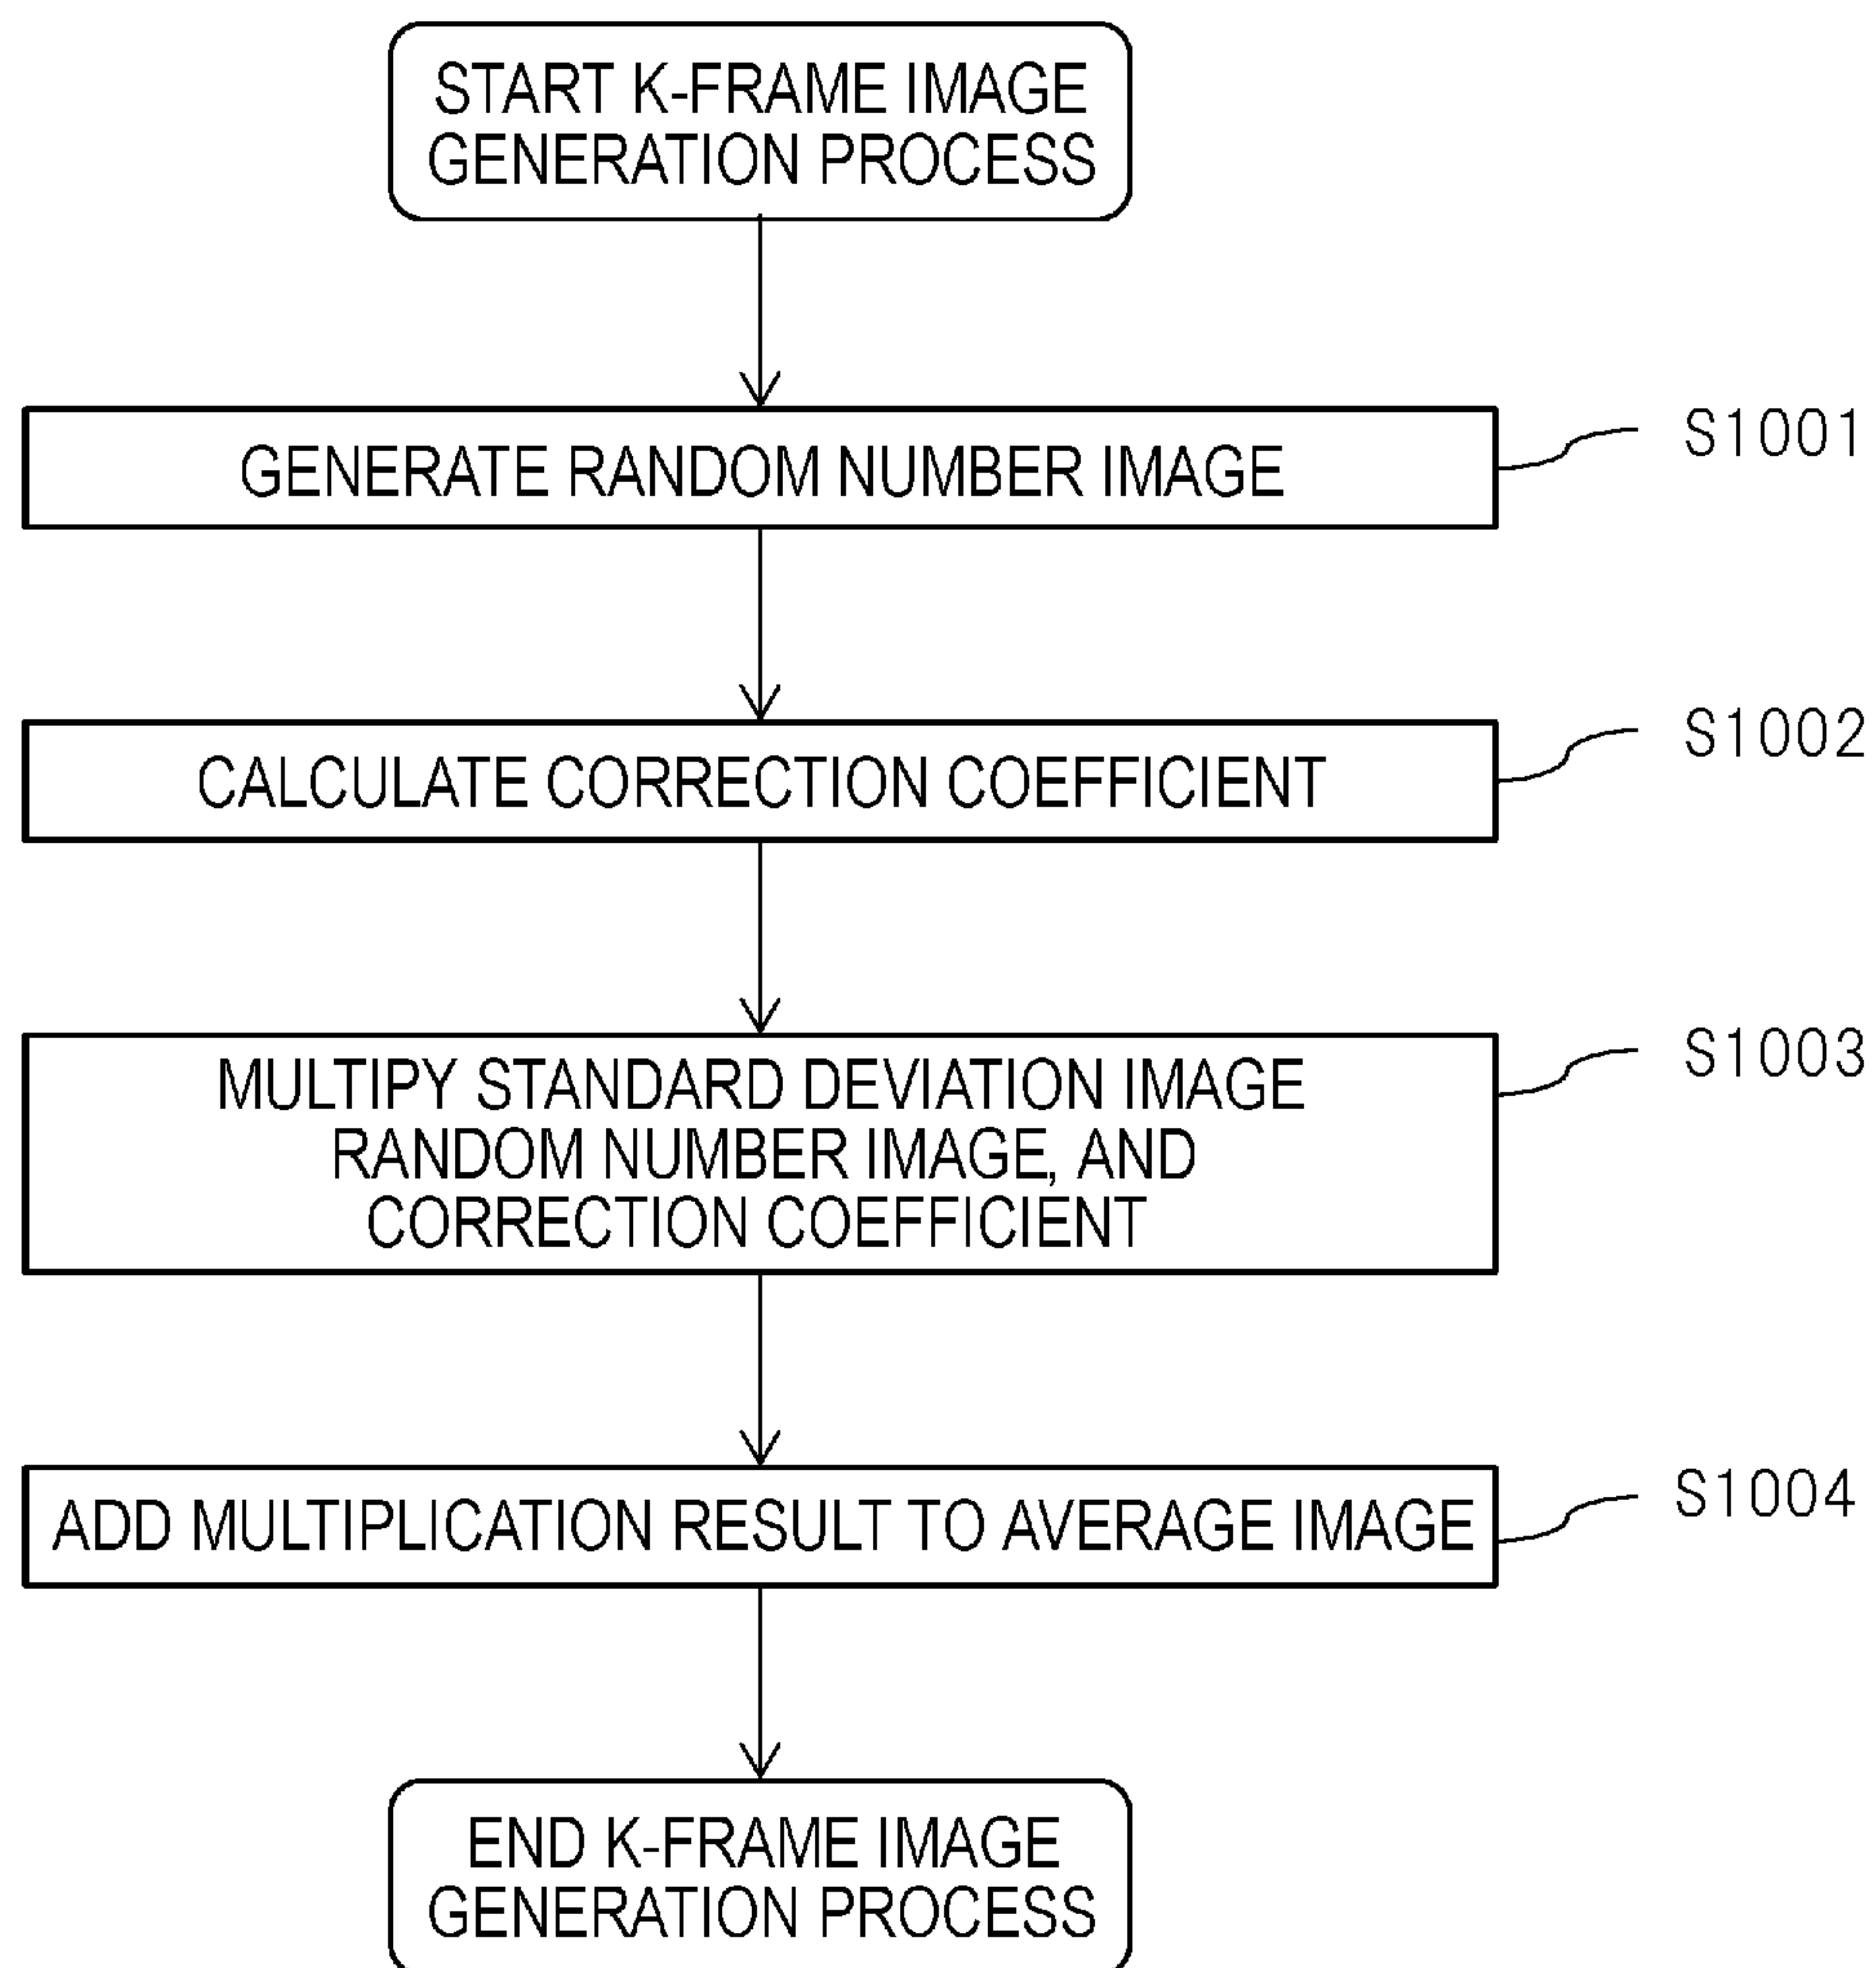 START K-FRAME IMAGE
GENERATION PROCESS
GENERATE RANDOM NUMBER IMAGE
S1001
CALCULATE CORRECTION COEFFICIENT
S1002
MULTIPY STANDARD DEVIATION IMAGE
RANDOM NUMBER IMAGE, AND
CORRECTION COEFFICIENT
S1003
ADD MULTIPLICATION RESULT TO AVERAGE IMAGE
S1004
END K-FRAME IMAGE
GENERATION PROCESS